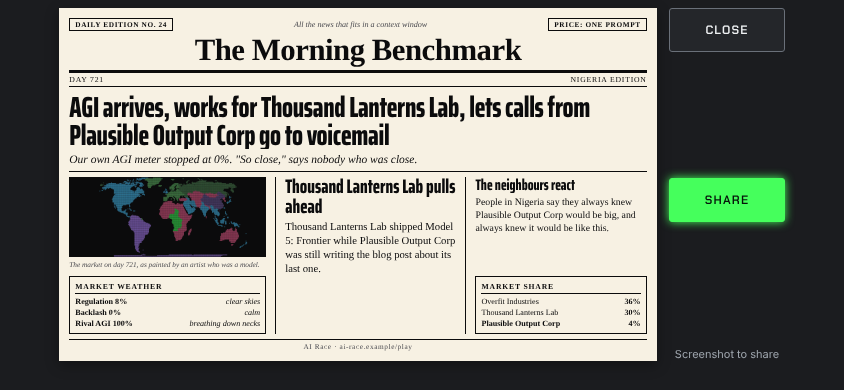 DAILY EDITION NO. 24
All the news that fits in a context window
PRICE: ONE PROMPT
The Morning Benchmark
DAY 721
NIGERIA EDITION
AGI arrives, works for Thousand Lanterns Lab, lets calls from
Plausible Output Corp go to voicemail
Our own AGI meter stopped at 0%. "So close," says nobody who was close.
The market on day 721, as painted by an artist who was a model.
MARKET WEATHER
Regulation 8% clear skies
Backlash 0% calm
Rival AGI 100% breathing down necks
Thousand Lanterns Lab pulls
ahead
Thousand Lanterns Lab shipped Model
5: Frontier while Plausible Output Corp
was still writing the blog post about its
last one.
The neighbours react
People in Nigeria say they always knew
Plausible Output Corp would be big, and
always knew it would be like this.
MARKET SHARE
Overfit Industries 36%
Thousand Lanterns Lab 30%
Plausible Output Corp 4%
AI Race · ai-race.example/play
CLOSE
SHARE
Screenshot to share